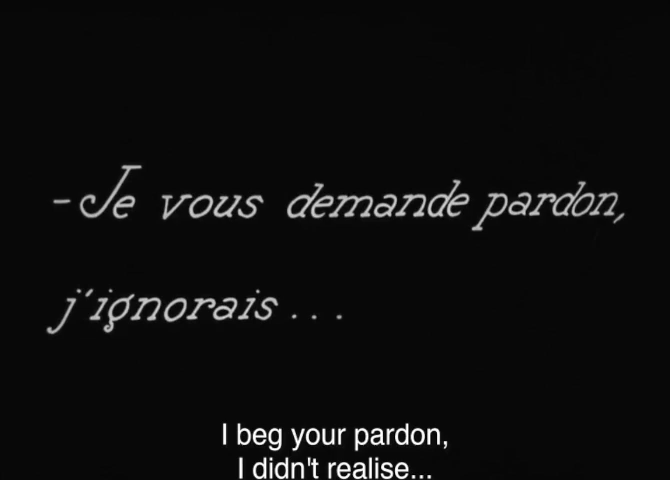 -Je vous demande pardon,
j'ignorais...
I beg your pardon,
I didn't realise...